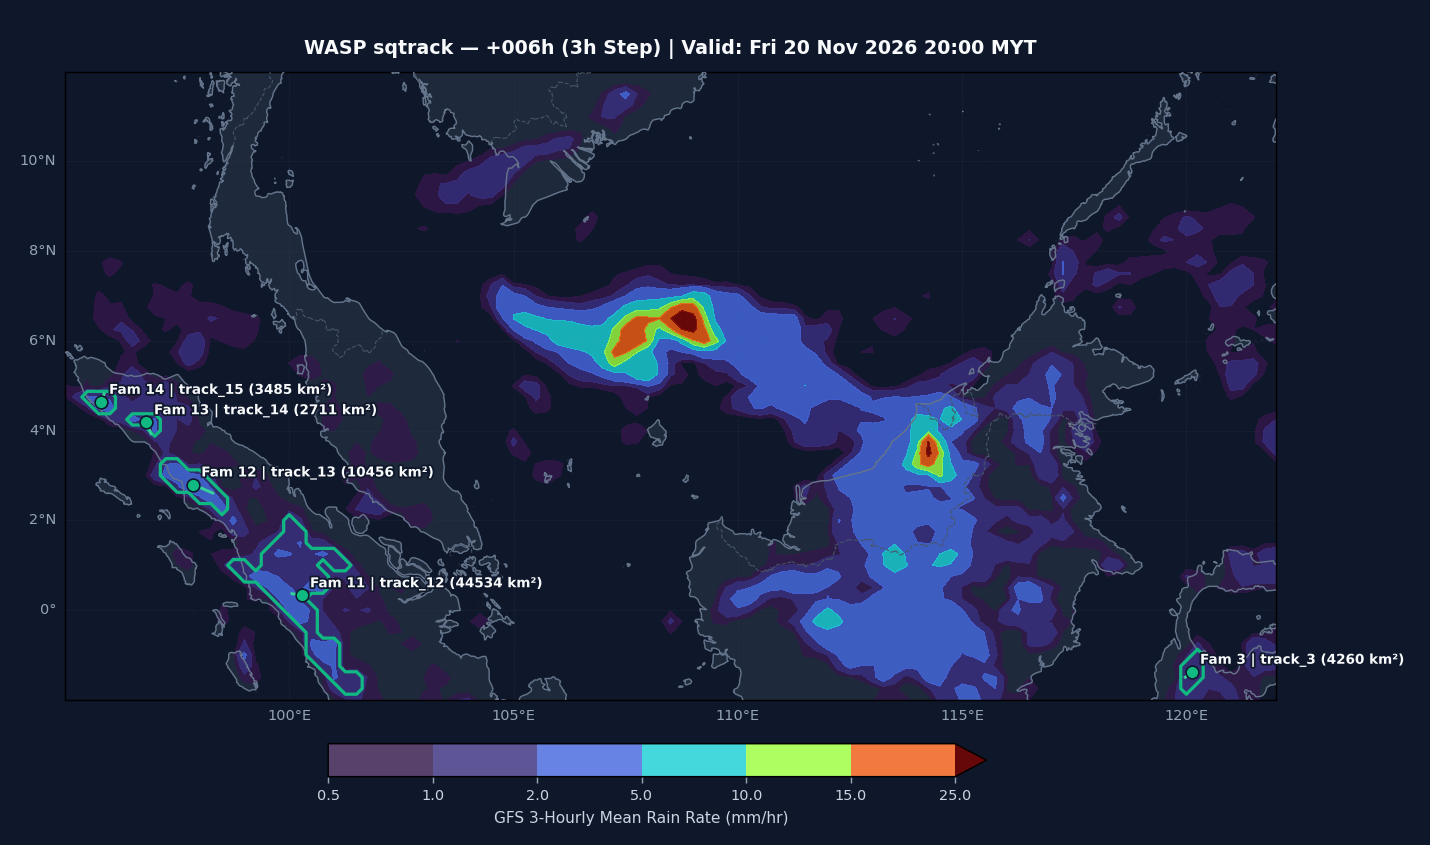 WASP sqtrack — +006h (3h Step) | Valid: Fri 20 Nov 2026 20:00 MYT
10°N
8°N
6°N
Fam 14 | track_15 (3485 km²)
Fam 13 | track_14 (2711 km²)
4°N
Fam 12 | track_13 (10456 km²)
2°N
Fam 11 | track_12 (44534 km²)
0°
Fam 3 | track_3 (4260 km²)
100°E 105°E 110°E 115°E 120°E
0.5 1.0 2.0 5.0 10.0 15.0 25.0
GFS 3-Hourly Mean Rain Rate (mm/hr)